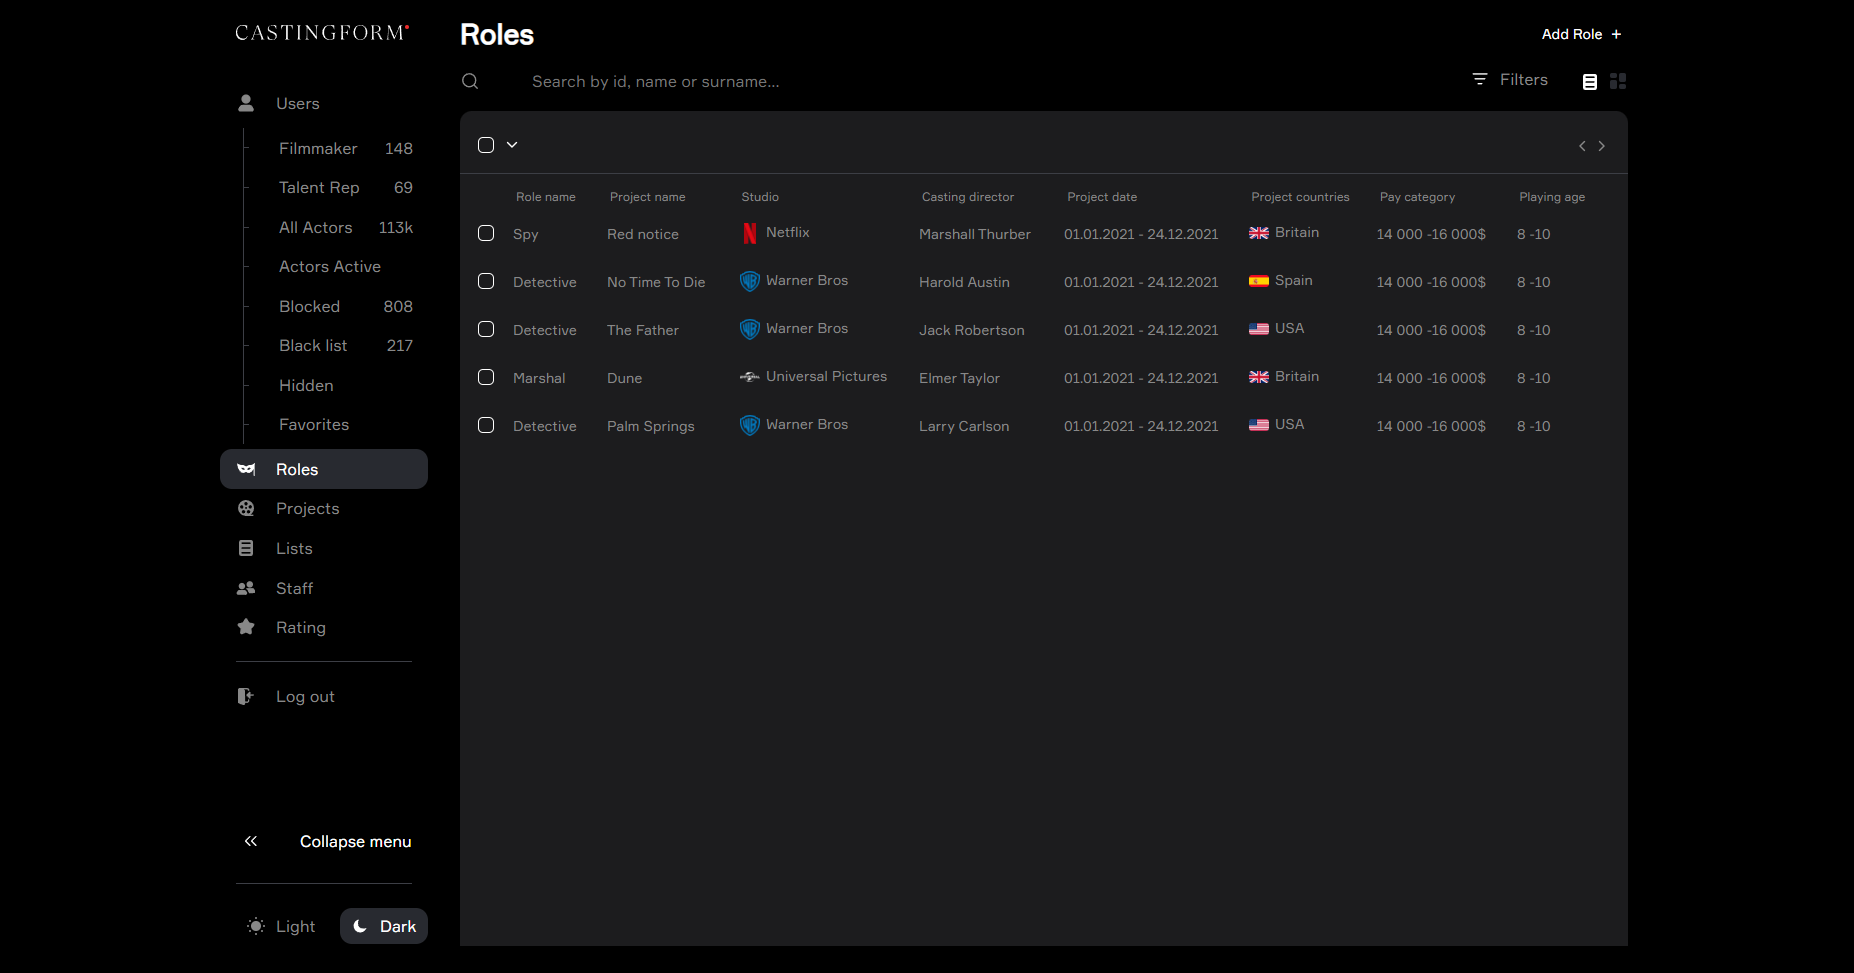 CASTINGFORM
Users
Filmmaker 148
Talent Rep 69
All Actors 113k
Actors Active
Blocked 808
Black list 217
Hidden
Favorites
Roles
Projects
Lists
Staff
Rating
Log out
Collapse menu
Light Dark
Roles
Add Role +
Search by id, name or surname...
Filters
Role name Project name Studio Casting director Project date Project countries Pay category Playing age
Spy Red notice Netflix Marshall Thurber 01.01.2021 - 24.12.2021 Britain 14 000 -16 000$ 8 -10
Detective No Time To Die Warner Bros Harold Austin 01.01.2021 - 24.12.2021 Spain 14 000 -16 000$ 8 -10
Detective The Father Warner Bros Jack Robertson 01.01.2021 - 24.12.2021 USA 14 000 -16 000$ 8 -10
Marshal Dune Universal Pictures Elmer Taylor 01.01.2021 - 24.12.2021 Britain 14 000 -16 000$ 8 -10
Detective Palm Springs Warner Bros Larry Carlson 01.01.2021 - 24.12.2021 USA 14 000 -16 000$ 8 -10